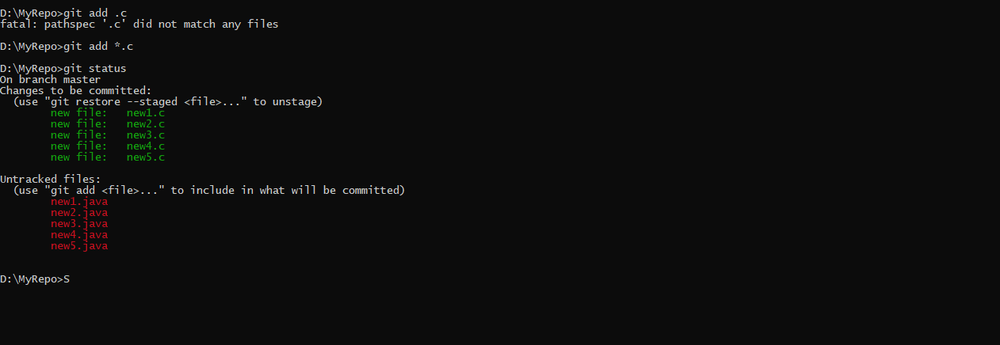 D:\MyRepo>git add .c
fatal: pathspec '.c' did not match any files
D:\MyRepo>git add *.c
D:\MyRepo>git status
On branch master
Changes to be committed:
  (use "git restore --staged <file>..." to unstage)
        new file:   new1.c
        new file:   new2.c
        new file:   new3.c
        new file:   new4.c
        new file:   new5.c
Untracked files:
  (use "git add <file>..." to include in what will be committed)
        new1.java
        new2.java
        new3.java
        new4.java
        new5.java
D:\MyRepo>S